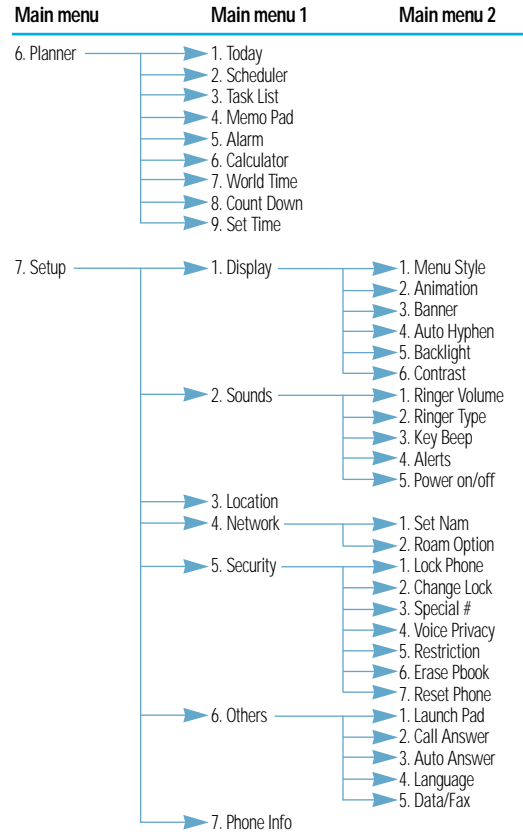 Main menu Main menu 1 Main menu 2
6. Planner 1. Today
2. Scheduler
3. Task List
4. Memo Pad
5. Alarm
6. Calculator
7. World Time
8. Count Down
9. Set Time
7. Setup 1. Display 1. Menu Style
2. Animation
3. Banner
4. Auto Hyphen
5. Backlight
6. Contrast
2. Sounds 1. Ringer Volume
2. Ringer Type
3. Key Beep
4. Alerts
5. Power on/off
3. Location
4. Network 1. Set Nam
2. Roam Option
5. Security 1. Lock Phone
2. Change Lock
3. Special #
4. Voice Privacy
5. Restriction
6. Erase Pbook
7. Reset Phone
6. Others 1. Launch Pad
2. Call Answer
3. Auto Answer
4. Language
5. Data/Fax
7. Phone Info